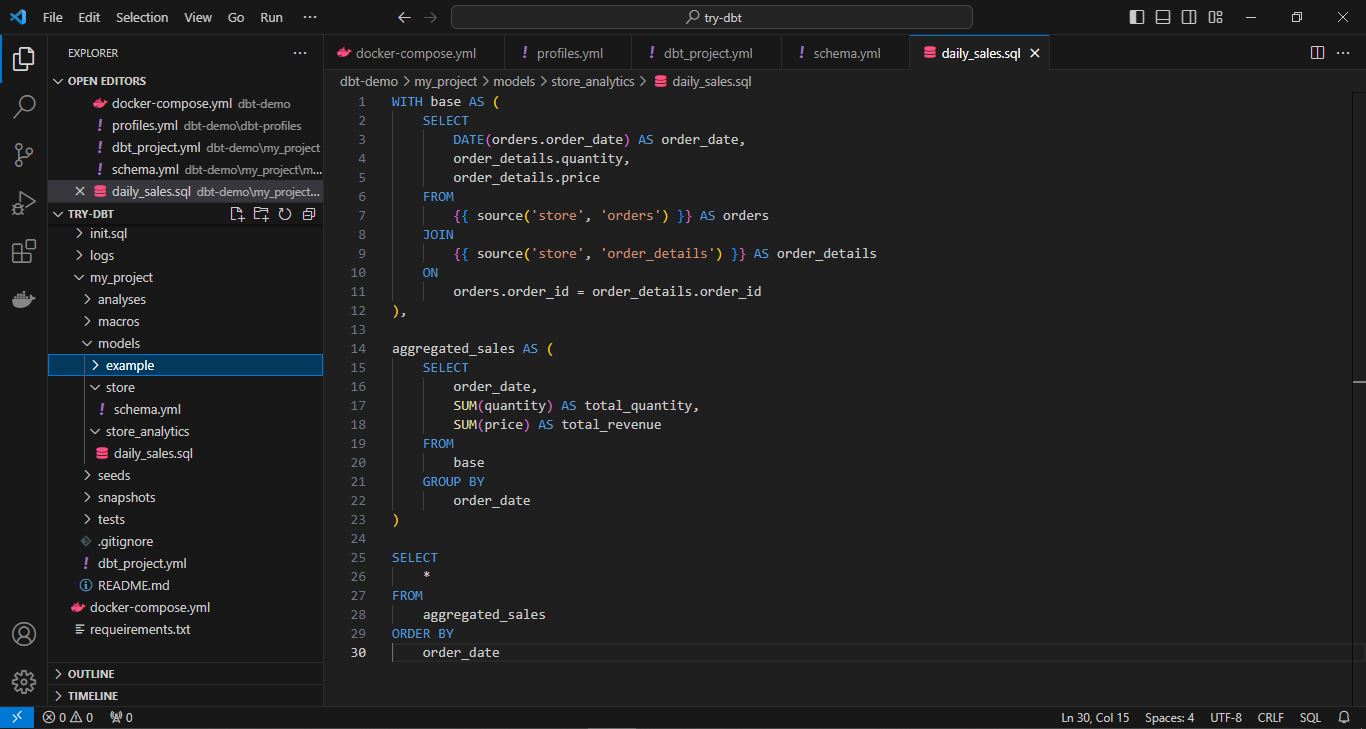 File Edit Selection View Go Run ··· try-dbt
EXPLORER ···
OPEN EDITORS
docker-compose.yml dbt-demo
! profiles.yml dbt-demo\dbt-profiles
! dbt_project.yml dbt-demo\my_project
! schema.yml dbt-demo\my_project\m...
daily_sales.sql dbt-demo\my_project...
TRY-DBT
init.sql
logs
my_project
analyses
macros
models
example
store
! schema.yml
store_analytics
daily_sales.sql
seeds
snapshots
tests
.gitignore
! dbt_project.yml
README.md
docker-compose.yml
requeirements.txt
OUTLINE
TIMELINE
docker-compose.yml ! profiles.yml ! dbt_project.yml ! schema.yml daily_sales.sql ···
dbt-demo > my_project > models > store_analytics > daily_sales.sql
1 WITH base AS (
2 SELECT
3 DATE(orders.order_date) AS order_date,
4 order_details.quantity,
5 order_details.price
6 FROM
7 {{ source('store', 'orders') }} AS orders
8 JOIN
9 {{ source('store', 'order_details') }} AS order_details
10 ON
11 orders.order_id = order_details.order_id
12 ),
13
14 aggregated_sales AS (
15 SELECT
16 order_date,
17 SUM(quantity) AS total_quantity,
18 SUM(price) AS total_revenue
19 FROM
20 base
21 GROUP BY
22 order_date
23 )
24
25 SELECT
26 *
27 FROM
28 aggregated_sales
29 ORDER BY
30 order_date
0 0 0 Ln 30, Col 15 Spaces: 4 UTF-8 CRLF SQL